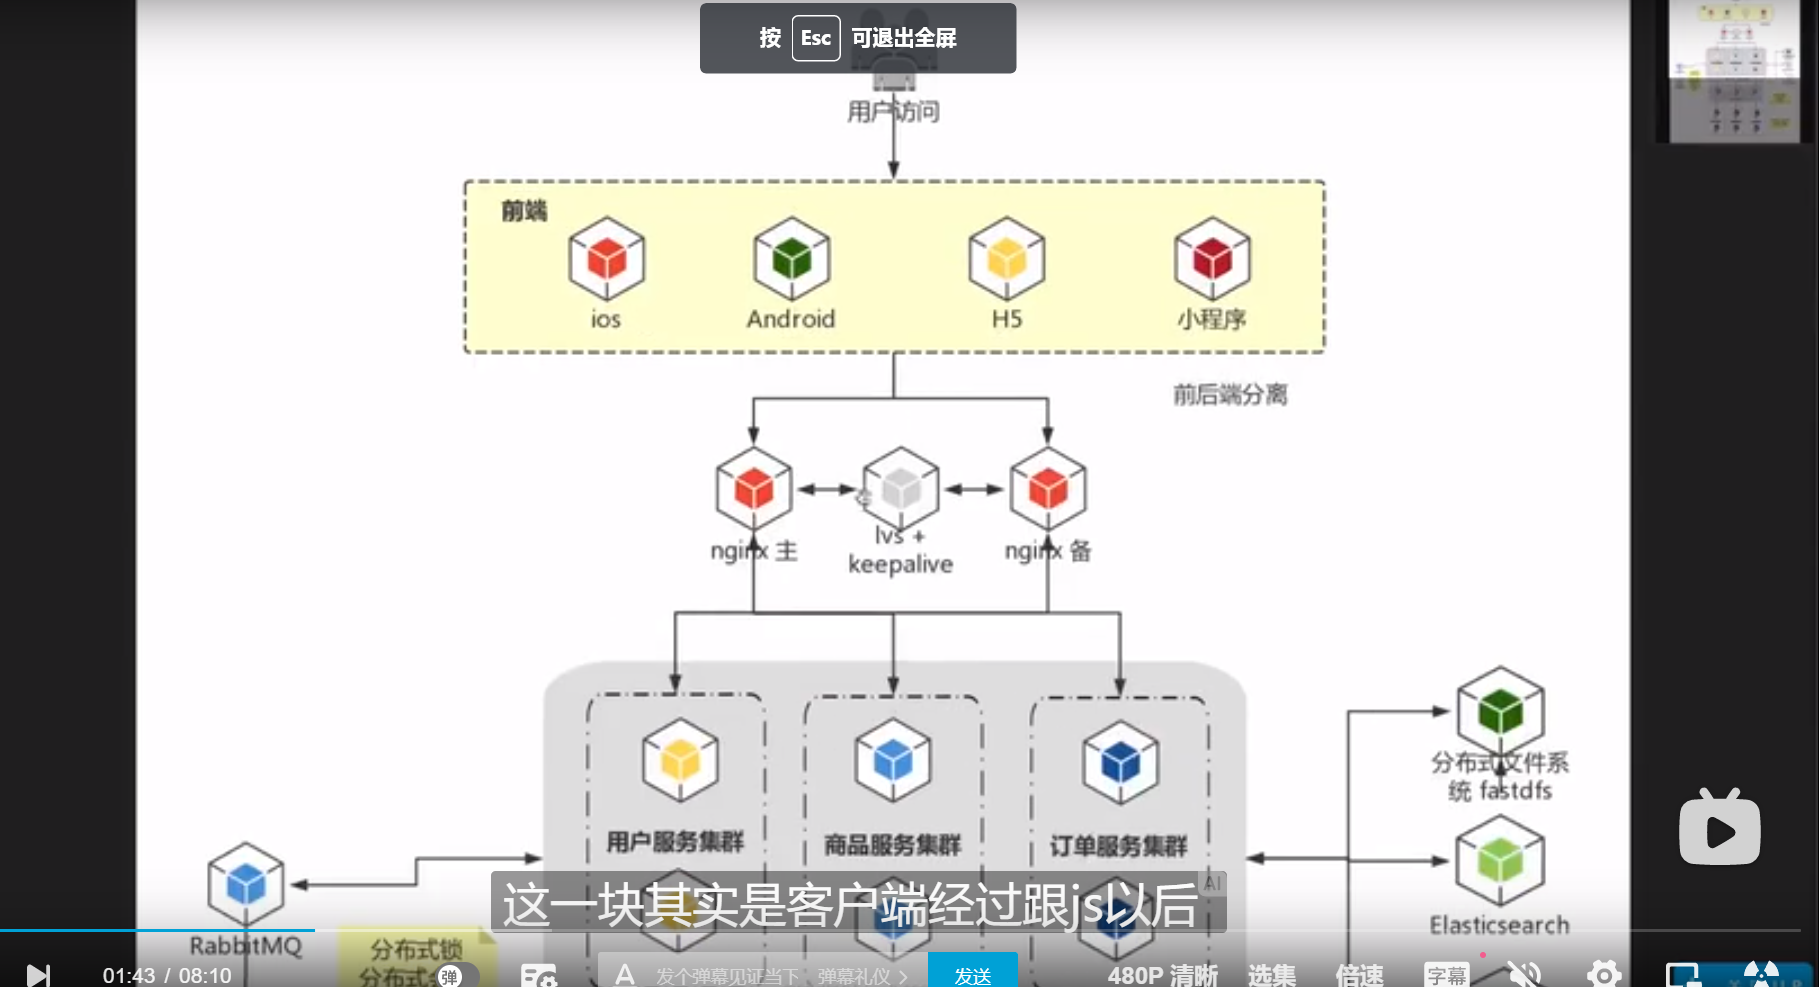 按 Esc 可退出全屏
用户访问
前端
ios
Android
H5
小程序
前后端分离
nginx 主
lvs +
keepalive
nginx 备
用户服务集群
商品服务集群
订单服务集群
分布式文件系
统 fastdfs
Elasticsearch
RabbitMQ
分布式锁
这一块其实是客户端经过跟js以后
AI
01:43 / 08:10
弹
A
发个弹幕见证当下
弹幕礼仪 >
发送
480P 清晰
选集
倍速
字幕